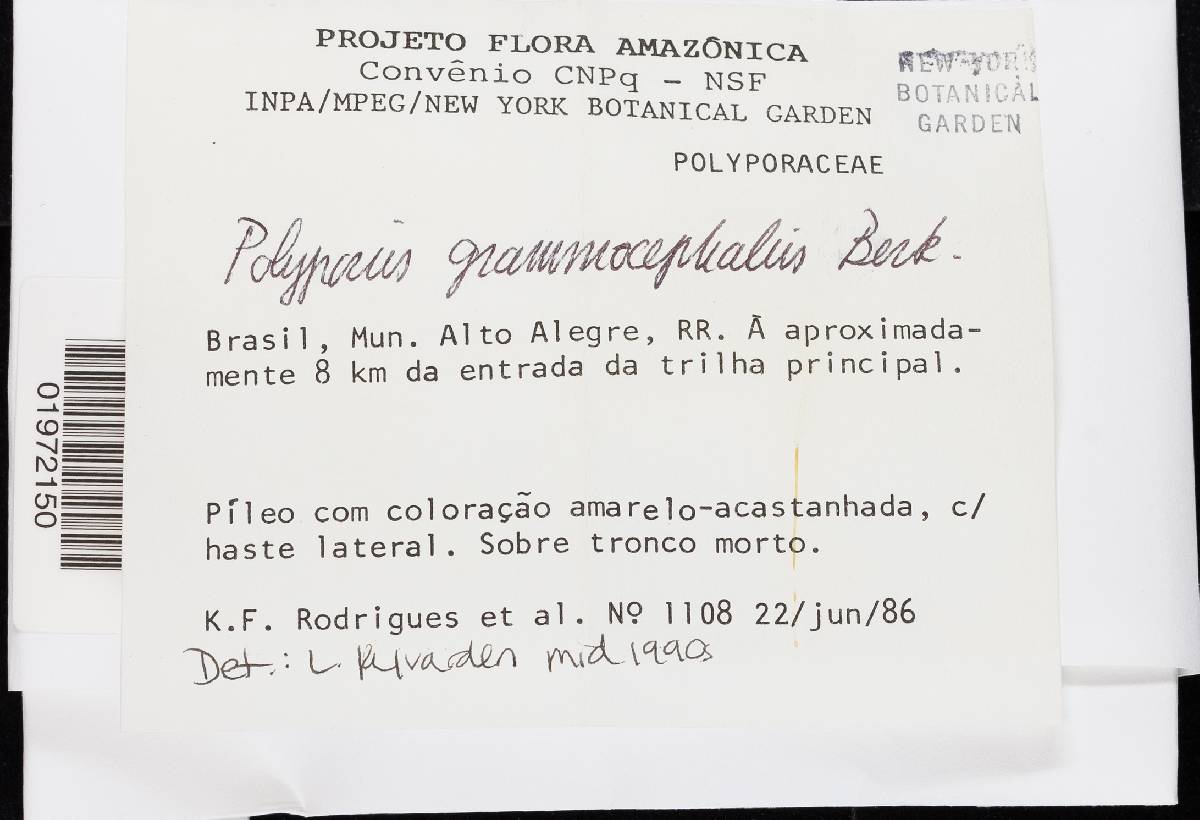 PROJETO FLORA AMAZÔNICA
Convênio CNPq - NSF
INPA/MPEG/NEW YORK BOTANICAL GARDEN
NEW YORK
BOTANICAL
GARDEN
POLYPORACEAE
Polyporus grammocephalus Berk.
Brasil, Mun. Alto Alegre, RR. À aproximada-
mente 8 km da entrada da trilha principal.
Píleo com coloração amarelo-acastanhada, c/
haste lateral. Sobre tronco morto.
K.F. Rodrigues et al. Nº 1108 22/jun/86
Det.: L. Ryvarden mid 1990s
01972150